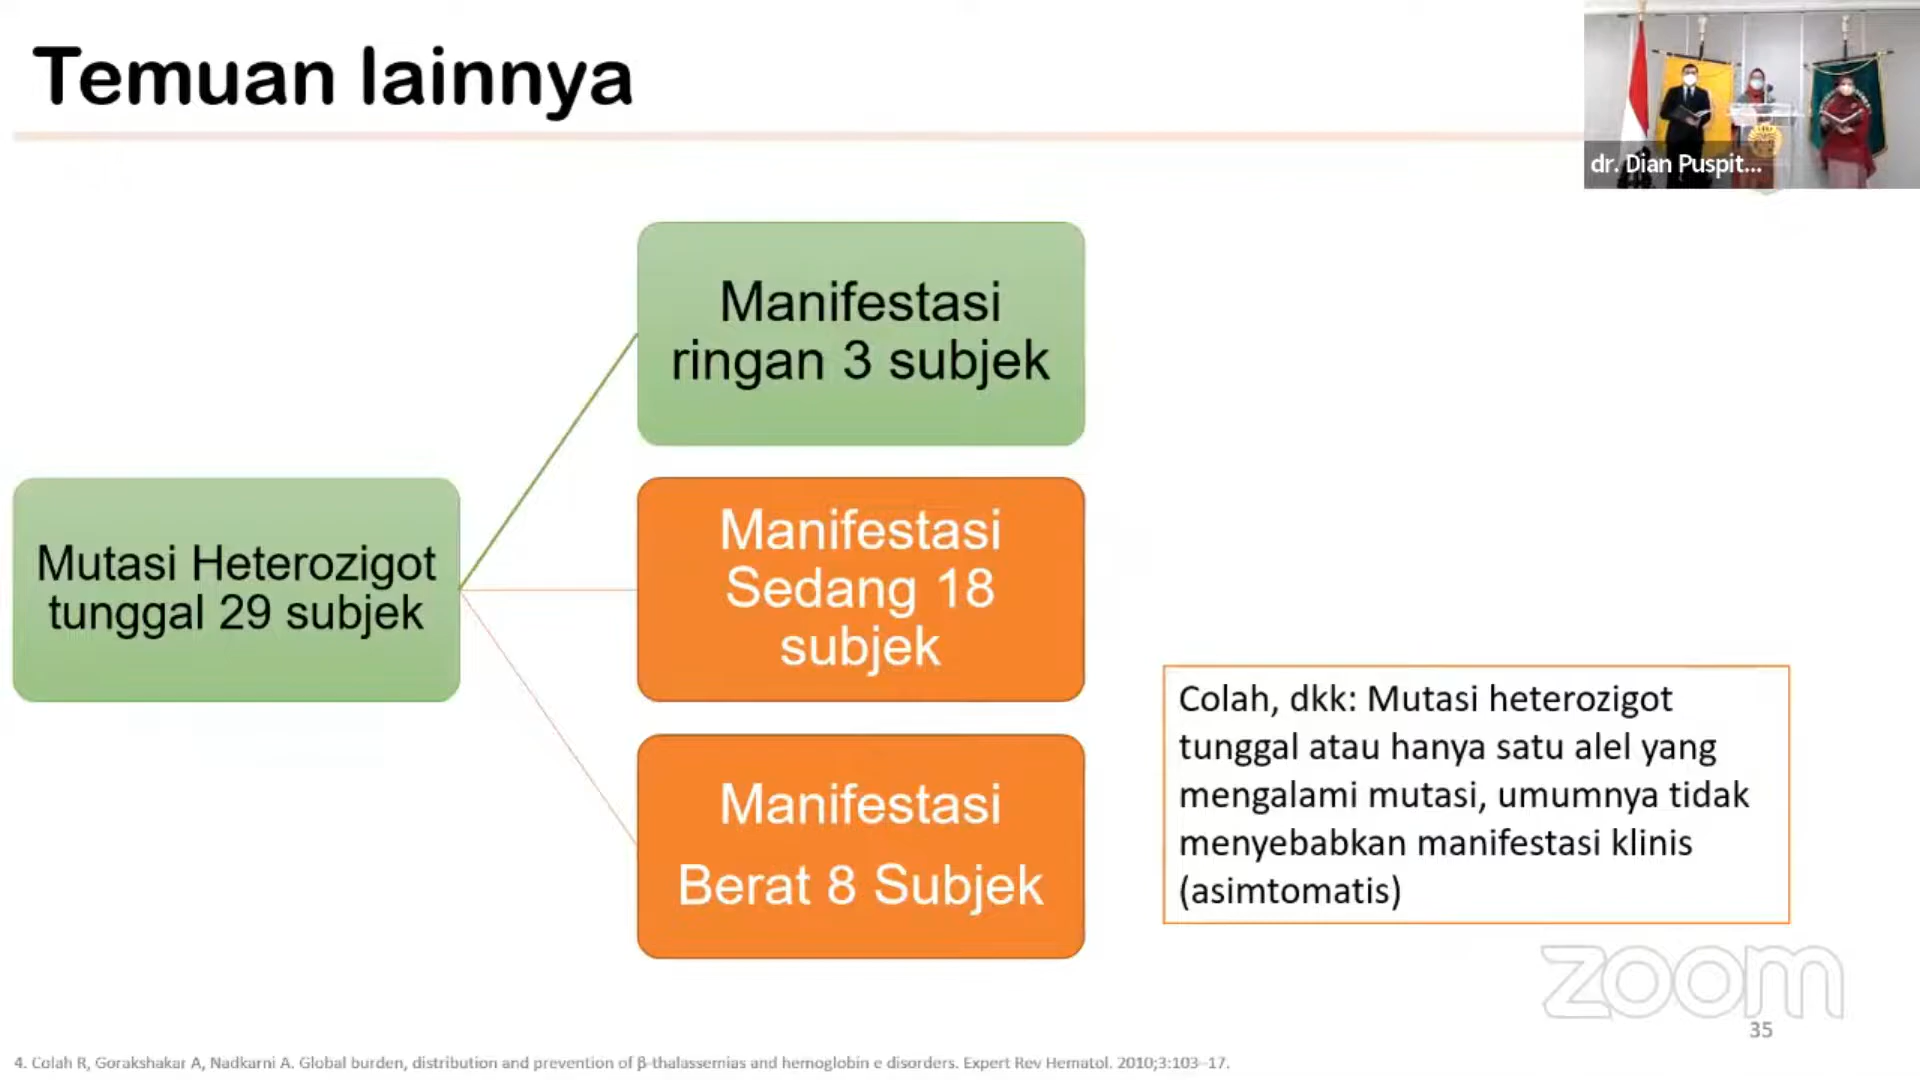 Temuan lainnya
dr. Dian Puspit...
Manifestasi
ringan 3 subjek
Mutasi Heterozigot
tunggal 29 subjek
Manifestasi
Sedang 18
subjek
Manifestasi
Berat 8 Subjek
Colah, dkk: Mutasi heterozigot
tunggal atau hanya satu alel yang
mengalami mutasi, umumnya tidak
menyebabkan manifestasi klinis
(asimtomatis)
zoom
35
4. Colah R, Gorakshakar A, Nadkarni A. Global burden, distribution and prevention of β-thalassemias and hemoglobin e disorders. Expert Rev Hematol. 2010;3:103–17.